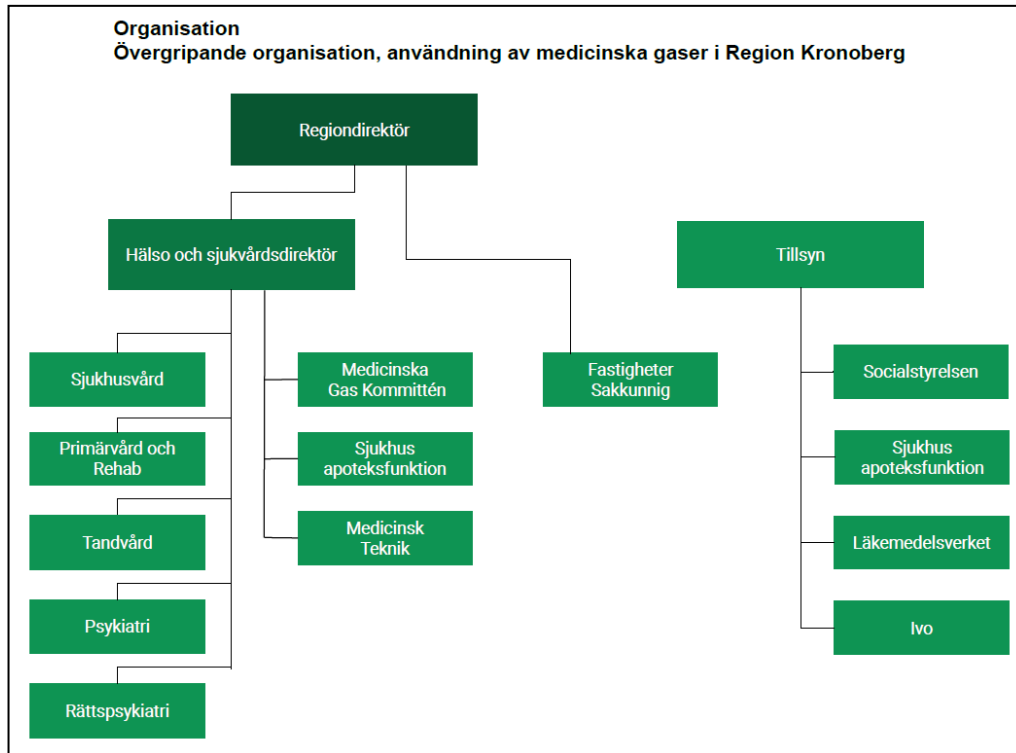 Organisation
Övergripande organisation, användning av medicinska gaser i Region Kronoberg
Regiondirektör
Hälso och sjukvårdsdirektör
Tillsyn
Sjukhusvård
Primärvård och
Rehab
Tandvård
Psykiatri
Rättspsykiatri
Medicinska
Gas Kommittén
Sjukhus
apoteksfunktion
Medicinsk
Teknik
Fastigheter
Sakkunnig
Socialstyrelsen
Sjukhus
apoteksfunktion
Läkemedelsverket
Ivo